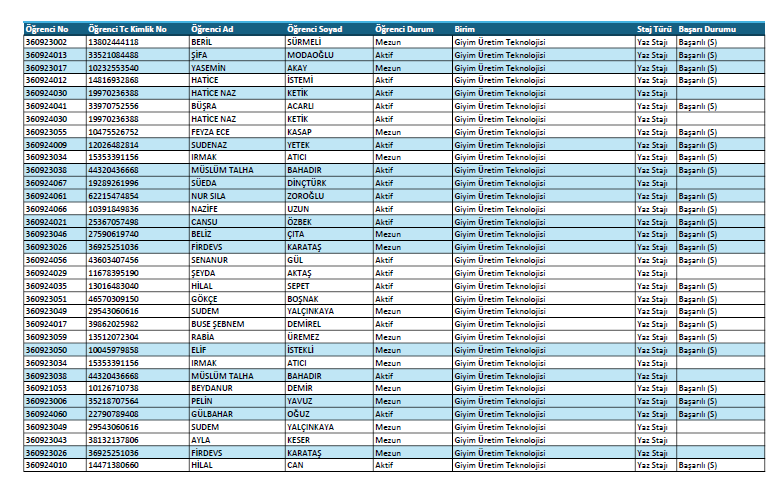 Öğrenci No Öğrenci Tc Kimlik No Öğrenci Ad Öğrenci Soyad Öğrenci Durum Birim Staj Türü Başarı Durumu
360923002 13802444118 BERİL SÜRMELİ Mezun Giyim Üretim Teknolojisi Yaz Stajı Başarılı (S)
360924013 33521084488 ŞİFA MODAOĞLU Aktif Giyim Üretim Teknolojisi Yaz Stajı Başarılı (S)
360923017 10232553540 YASEMİN AKAY Mezun Giyim Üretim Teknolojisi Yaz Stajı Başarılı (S)
360924012 14816932868 HATİCE İSTEMİ Aktif Giyim Üretim Teknolojisi Yaz Stajı Başarılı (S)
360924030 19970236388 HATİCE NAZ KETİK Aktif Giyim Üretim Teknolojisi Yaz Stajı
360924041 33970752556 BÜŞRA ACARLI Aktif Giyim Üretim Teknolojisi Yaz Stajı Başarılı (S)
360924030 19970236388 HATİCE NAZ KETİK Aktif Giyim Üretim Teknolojisi Yaz Stajı
360923055 10475526752 FEYZA ECE KASAP Mezun Giyim Üretim Teknolojisi Yaz Stajı Başarılı (S)
360924009 12026482814 SUDENAZ YETEK Aktif Giyim Üretim Teknolojisi Yaz Stajı Başarılı (S)
360923034 15353391156 IRMAK ATICI Mezun Giyim Üretim Teknolojisi Yaz Stajı Başarılı (S)
360923038 44320436668 MÜSLÜM TALHA BAHADIR Aktif Giyim Üretim Teknolojisi Yaz Stajı Başarılı (S)
360924067 19289261996 SÜEDA DİNÇTÜRK Aktif Giyim Üretim Teknolojisi Yaz Stajı
360924061 62215474854 NUR SILA ZOROĞLU Aktif Giyim Üretim Teknolojisi Yaz Stajı Başarılı (S)
360924066 10391849836 NAZİFE UZUN Aktif Giyim Üretim Teknolojisi Yaz Stajı Başarılı (S)
360924021 25367057498 CANSU ÖZBEK Aktif Giyim Üretim Teknolojisi Yaz Stajı Başarılı (S)
360923046 27590619740 BELİZ ÇITA Mezun Giyim Üretim Teknolojisi Yaz Stajı Başarılı (S)
360923026 36925251036 FİRDEVS KARATAŞ Mezun Giyim Üretim Teknolojisi Yaz Stajı Başarılı (S)
360924056 43603407456 SENANUR GÜL Aktif Giyim Üretim Teknolojisi Yaz Stajı Başarılı (S)
360924029 11678395190 ŞEYDA AKTAŞ Aktif Giyim Üretim Teknolojisi Yaz Stajı
360924035 13016483040 HİLAL SEPET Aktif Giyim Üretim Teknolojisi Yaz Stajı Başarılı (S)
360923051 46570309150 GÖKÇE BOŞNAK Aktif Giyim Üretim Teknolojisi Yaz Stajı Başarılı (S)
360923049 29543060616 SUDEM YALÇINKAYA Mezun Giyim Üretim Teknolojisi Yaz Stajı Başarılı (S)
360924017 39862025982 BUSE ŞEBNEM DEMİREL Aktif Giyim Üretim Teknolojisi Yaz Stajı Başarılı (S)
360923059 13512072304 RABİA ÜREMEZ Mezun Giyim Üretim Teknolojisi Yaz Stajı Başarılı (S)
360923050 10045979858 ELİF İSTEKLİ Mezun Giyim Üretim Teknolojisi Yaz Stajı Başarılı (S)
360923034 15353391156 IRMAK ATICI Mezun Giyim Üretim Teknolojisi Yaz Stajı
360923038 44320436668 MÜSLÜM TALHA BAHADIR Aktif Giyim Üretim Teknolojisi Yaz Stajı
360921053 10126710738 BEYDANUR DEMİR Mezun Giyim Üretim Teknolojisi Yaz Stajı Başarılı (S)
360923006 35218707564 PELİN YAVUZ Mezun Giyim Üretim Teknolojisi Yaz Stajı Başarılı (S)
360924060 22790789408 GÜLBAHAR OĞUZ Aktif Giyim Üretim Teknolojisi Yaz Stajı Başarılı (S)
360923049 29543060616 SUDEM YALÇINKAYA Mezun Giyim Üretim Teknolojisi Yaz Stajı
360923043 38132137806 AYLA KESER Mezun Giyim Üretim Teknolojisi Yaz Stajı
360923026 36925251036 FİRDEVS KARATAŞ Mezun Giyim Üretim Teknolojisi Yaz Stajı
360924010 14471380660 HİLAL CAN Aktif Giyim Üretim Teknolojisi Yaz Stajı Başarılı (S)